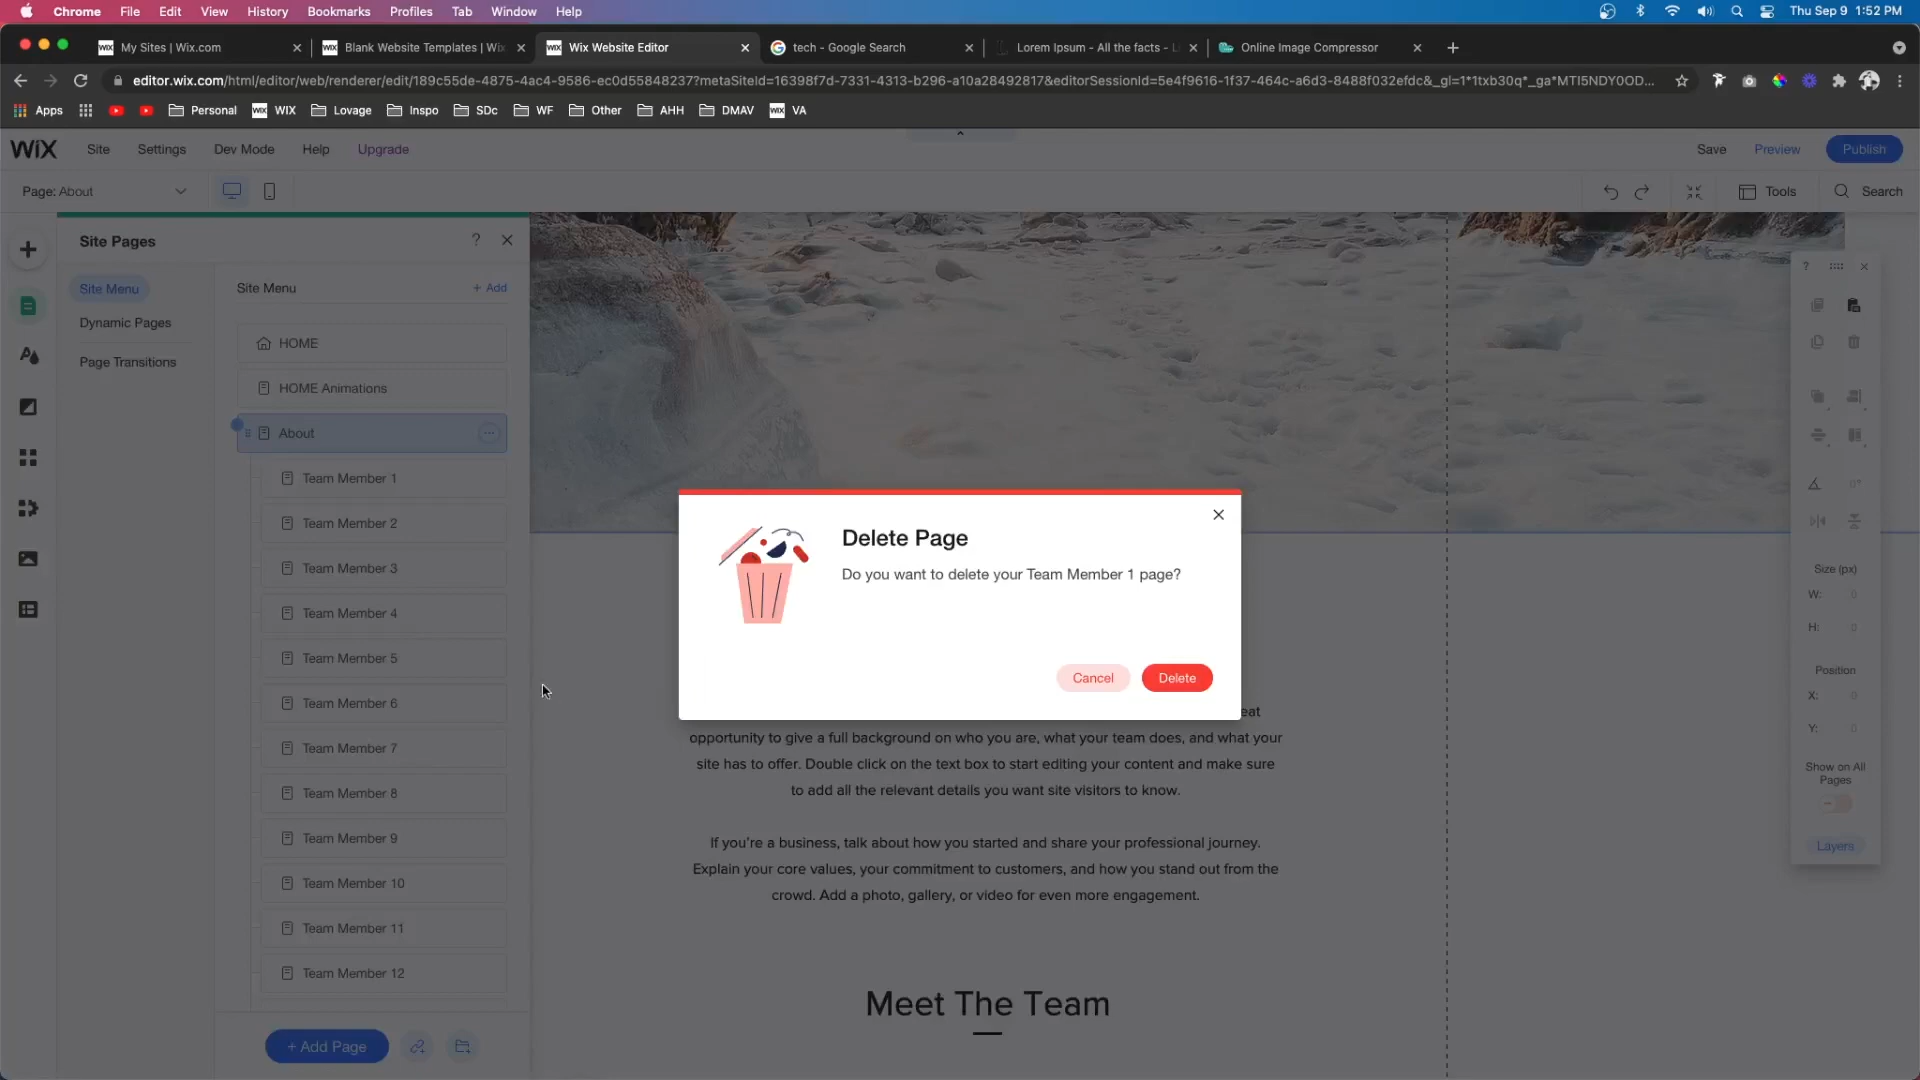 Chrome File Edit View History Bookmarks Profiles Tab Window Help Thu Sep 9 1:52 PM
WiX My Sites | Wix.com WiX Blank Website Templates | Wix WiX Wix Website Editor tech - Google Search Lorem Ipsum - All the facts - Online Image Compressor
editor.wix.com/html/editor/web/renderer/edit/189c55de-4875-4ac4-9586-ec0d55848237?metaSiteId=16398f7d-7331-4313-b296-a10a28492817&editorSessionId=5e4f9616-1f37-464c-a6d3-8488f032efdc&_gl=1*1txb30q*_ga*MTI5NDY0OD...
Apps Personal WiX WIX Lovage Inspo SDc WF Other AHH DMAV WiX VA
WiX Site Settings Dev Mode Help Upgrade Save Preview Publish
Page: About Tools Search
Site Pages ?
Site Menu
Dynamic Pages
Page Transitions
Site Menu + Add
HOME
HOME Animations
About
Team Member 1
Team Member 2
Team Member 3
Team Member 4
Team Member 5
Team Member 6
Team Member 7
Team Member 8
Team Member 9
Team Member 10
Team Member 11
Team Member 12
+ Add Page
Delete Page
Do you want to delete your Team Member 1 page?
Cancel Delete
eat
opportunity to give a full background on who you are, what your team does, and what your
site has to offer. Double click on the text box to start editing your content and make sure
to add all the relevant details you want site visitors to know.
If you're a business, talk about how you started and share your professional journey.
Explain your core values, your commitment to customers, and how you stand out from the
crowd. Add a photo, gallery, or video for even more engagement.
Meet The Team
?
0°
Size (px)
W: 0
H: 0
Position
X: 0
Y: 0
Show on All
Pages
Layers